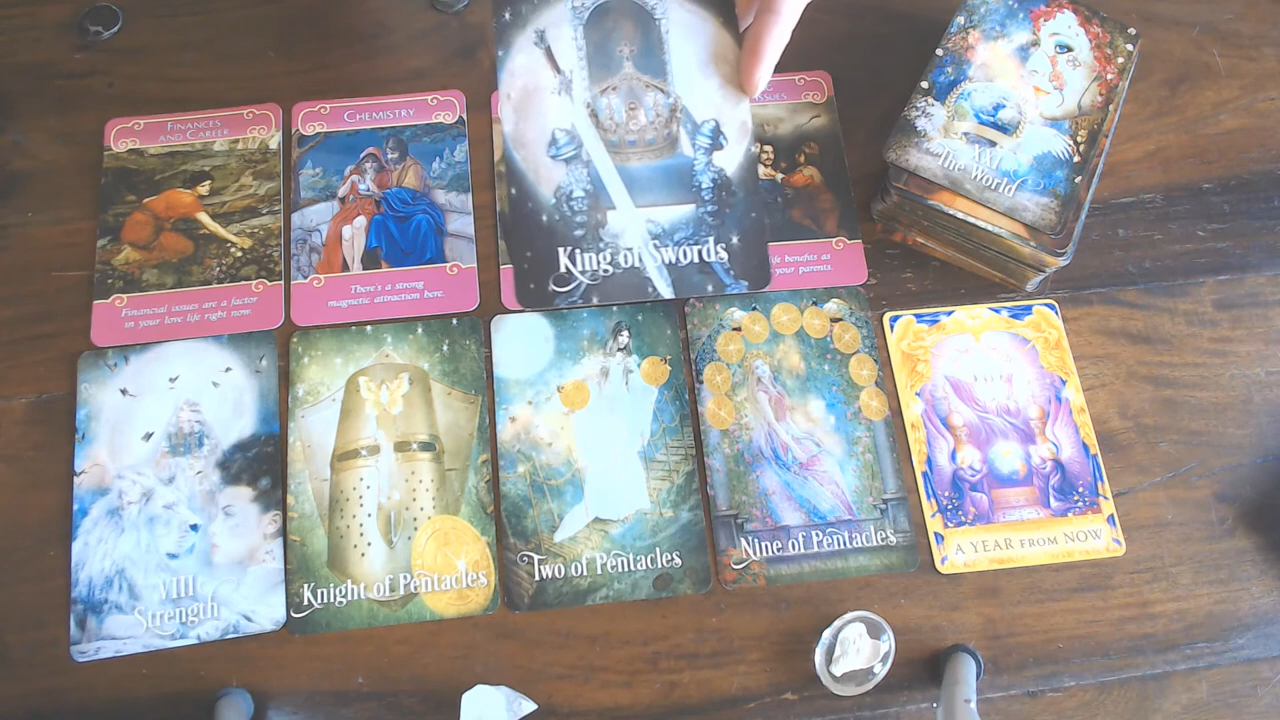 FINANCES
AND CAREER
Financial issues are a factor
in your love life right now.
CHEMISTRY
There's a strong
magnetic attraction here.
King of Swords
ISSUES
life benefits as
your parents.
XXI
The World
VIII
Strength
Knight of Pentacles
Two of Pentacles
Nine of Pentacles
A YEAR FROM NOW